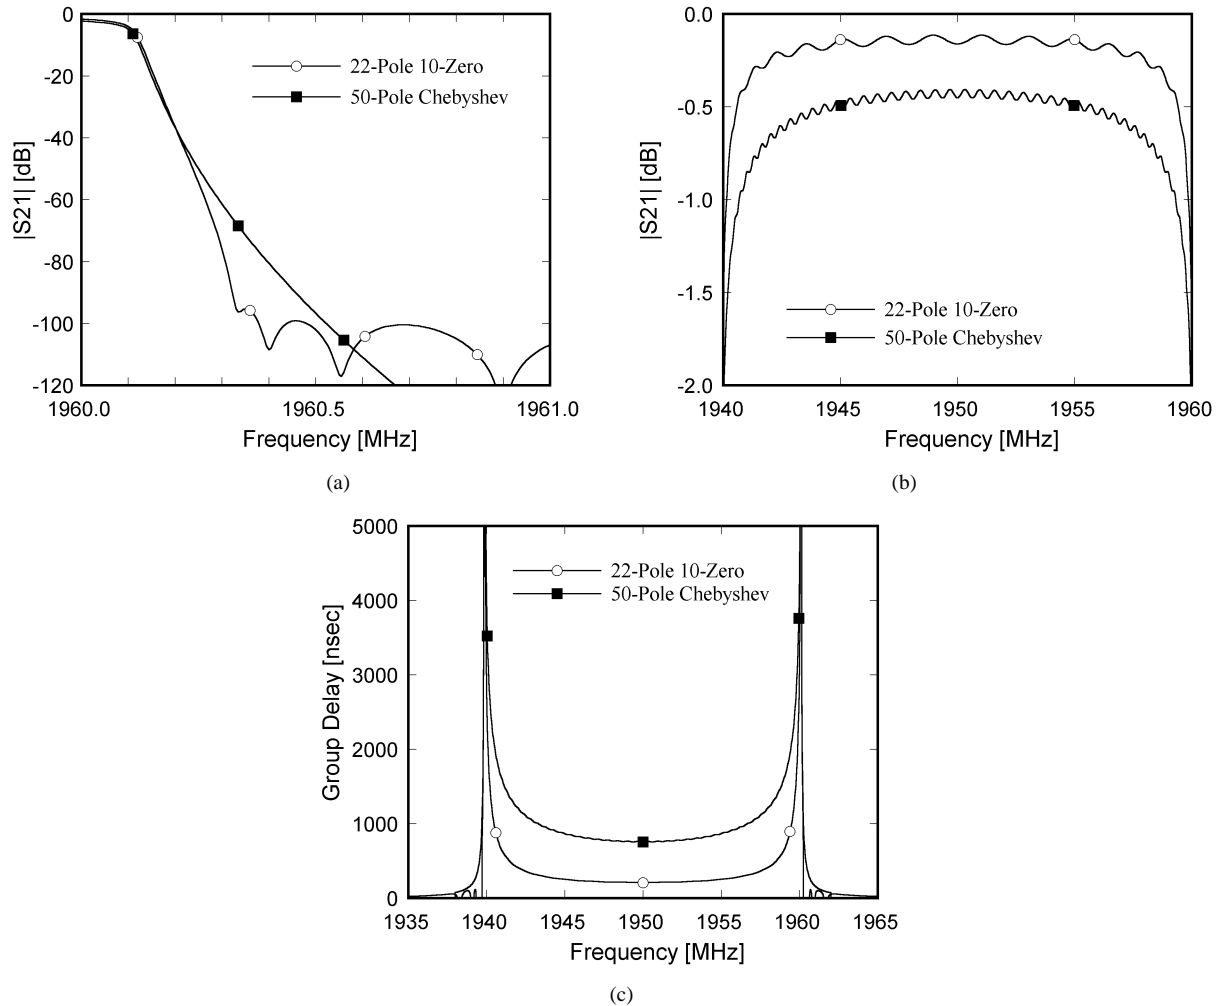 0
-20
-40
-60
-80
-100
-120
|S21| [dB]
22-Pole 10-Zero
50-Pole Chebyshev
1960.0
1960.5
1961.0
Frequency [MHz]
(a)
0.0
-0.5
-1.0
-1.5
-2.0
|S21| [dB]
22-Pole 10-Zero
50-Pole Chebyshev
1940
1945
1950
1955
1960
Frequency [MHz]
(b)
5000
4000
3000
2000
1000
0
Group Delay [nsec]
22-Pole 10-Zero
50-Pole Chebyshev
1935
1940
1945
1950
1955
1960
1965
Frequency [MHz]
(c)